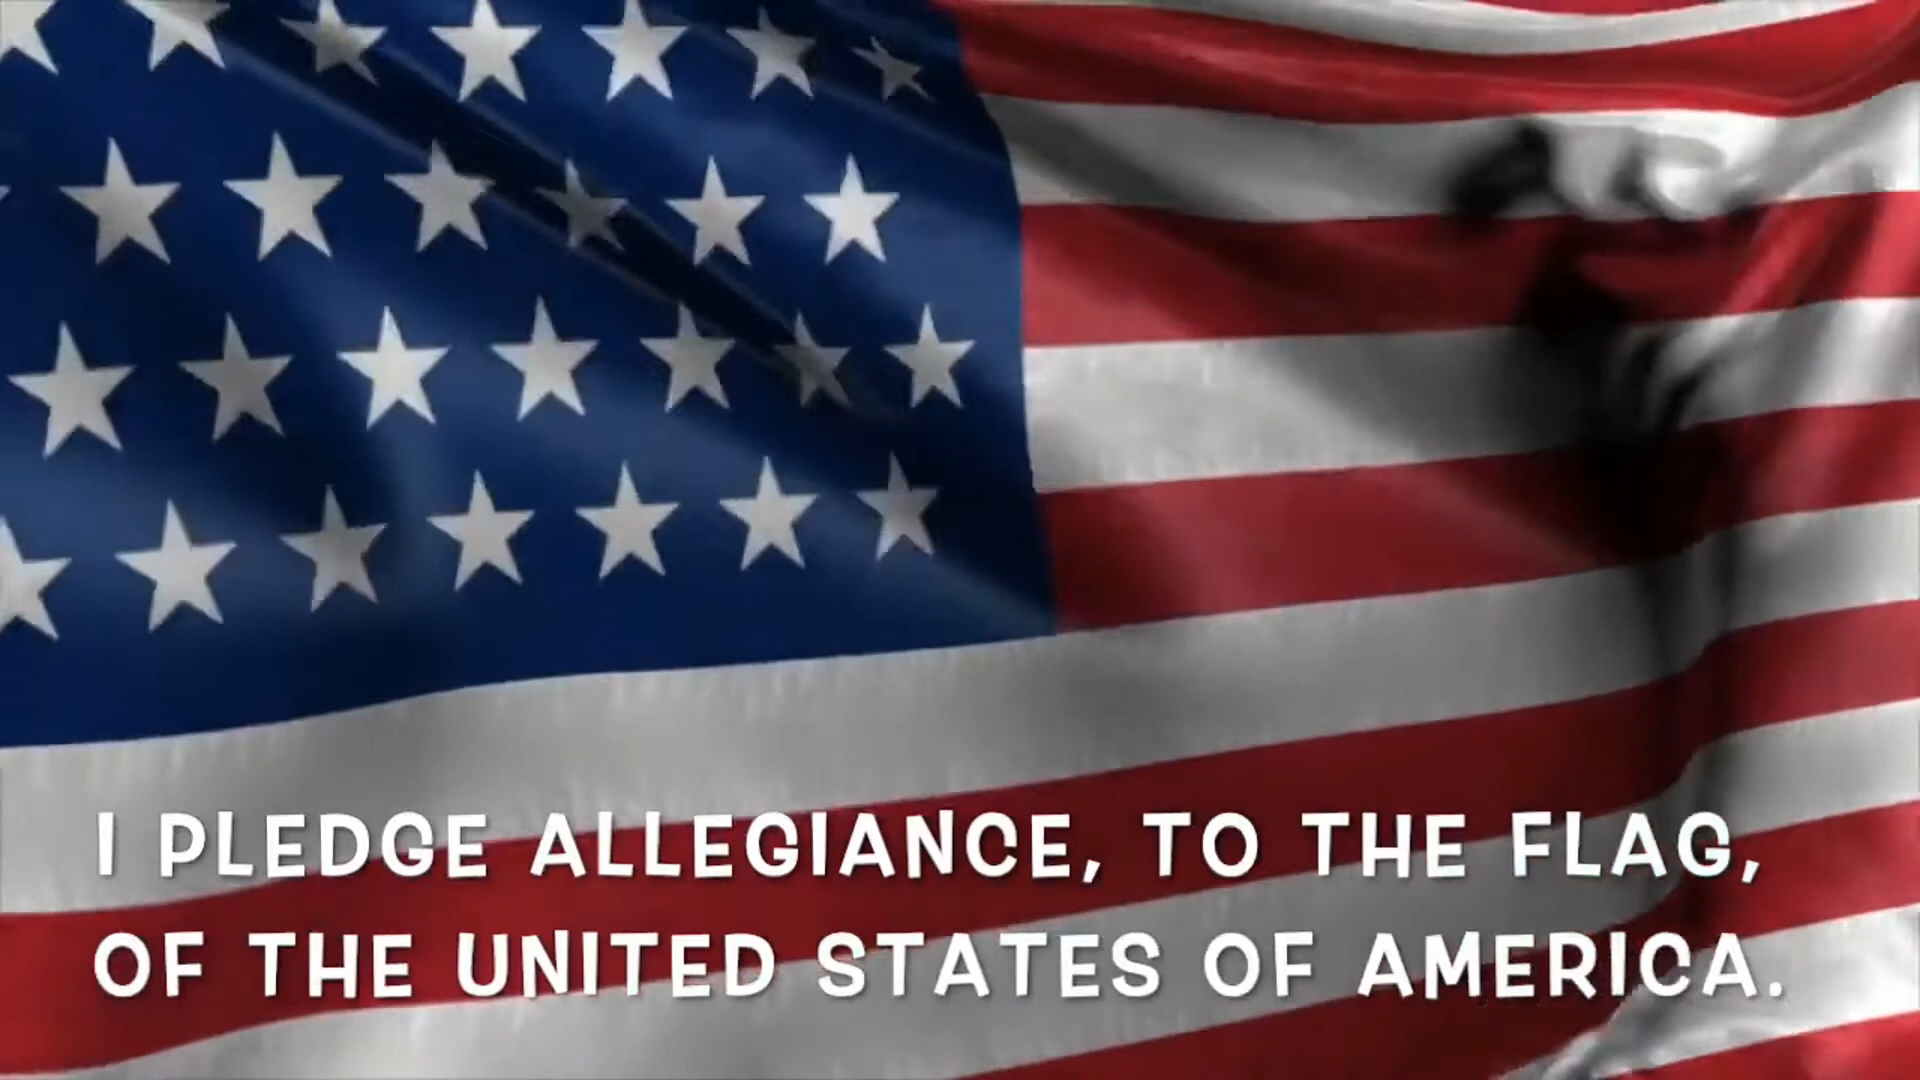 I PLEDGE ALLEGIANCE, TO THE FLAG,
OF THE UNITED STATES OF AMERICA.